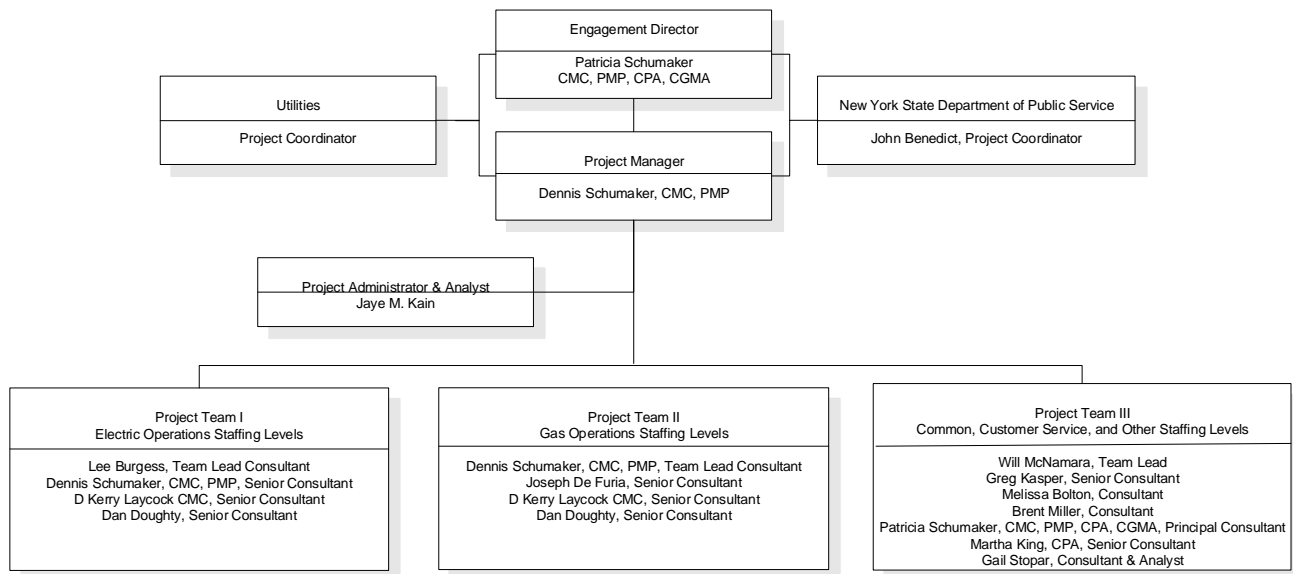 Engagement Director
Patricia Schumaker
CMC, PMP, CPA, CGMA
Utilities
Project Coordinator
New York State Department of Public Service
John Benedict, Project Coordinator
Project Manager
Dennis Schumaker, CMC, PMP
Project Administrator & Analyst
Jaye M. Kain
Project Team I
Electric Operations Staffing Levels
Lee Burgess, Team Lead Consultant
Dennis Schumaker, CMC, PMP, Senior Consultant
D Kerry Laycock CMC, Senior Consultant
Dan Doughty, Senior Consultant
Project Team II
Gas Operations Staffing Levels
Dennis Schumaker, CMC, PMP, Team Lead Consultant
Joseph De Furia, Senior Consultant
D Kerry Laycock CMC, Senior Consultant
Dan Doughty, Senior Consultant
Project Team III
Common, Customer Service, and Other Staffing Levels
Will McNamara, Team Lead
Greg Kasper, Senior Consultant
Melissa Bolton, Consultant
Brent Miller, Consultant
Patricia Schumaker, CMC, PMP, CPA, CGMA, Principal Consultant
Martha King, CPA, Senior Consultant
Gail Stopar, Consultant & Analyst